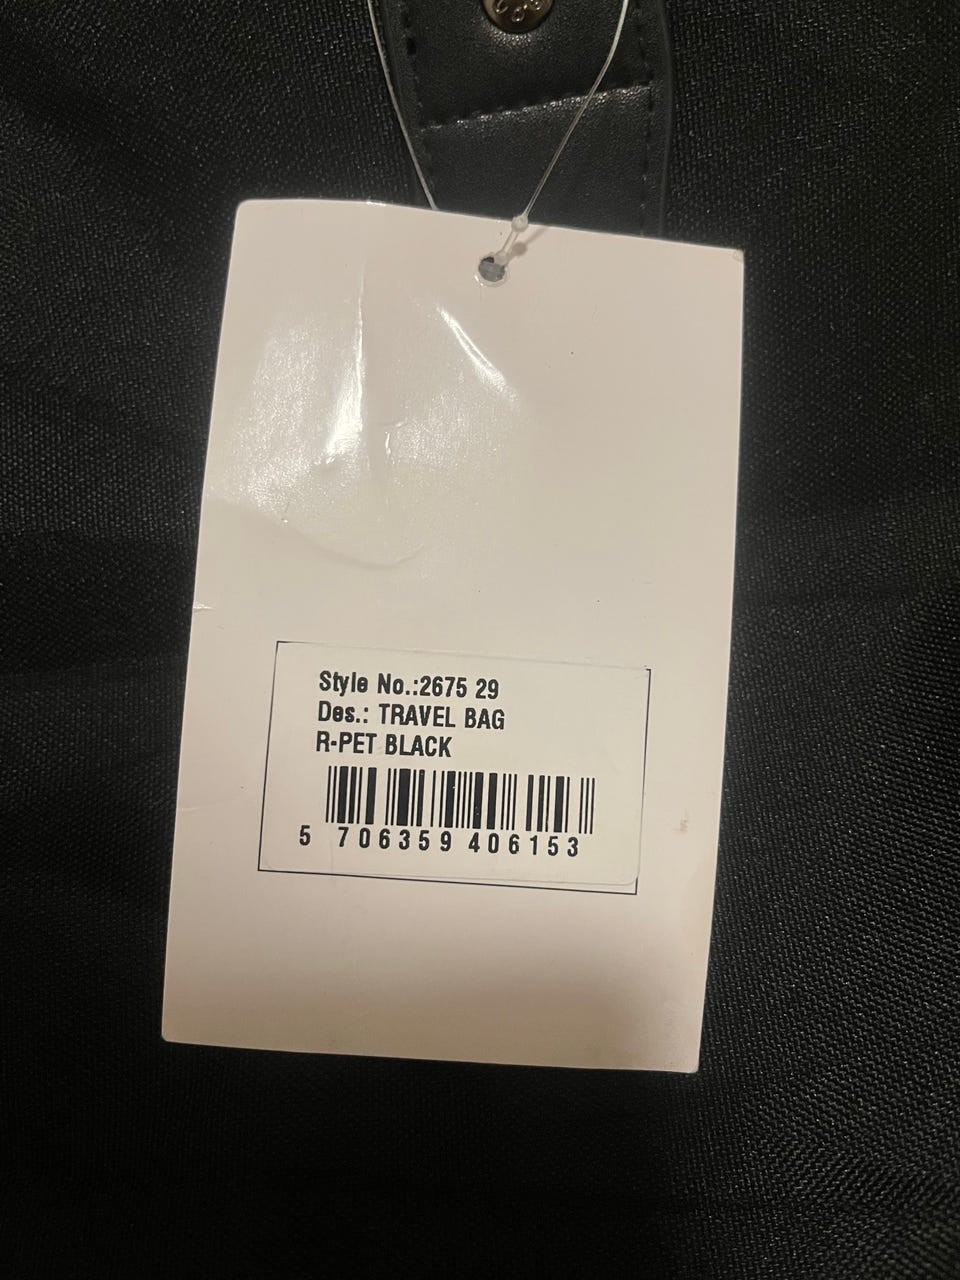 Style No.:2675 29
Des.: TRAVEL BAG
R-PET BLACK
5 706359 406153